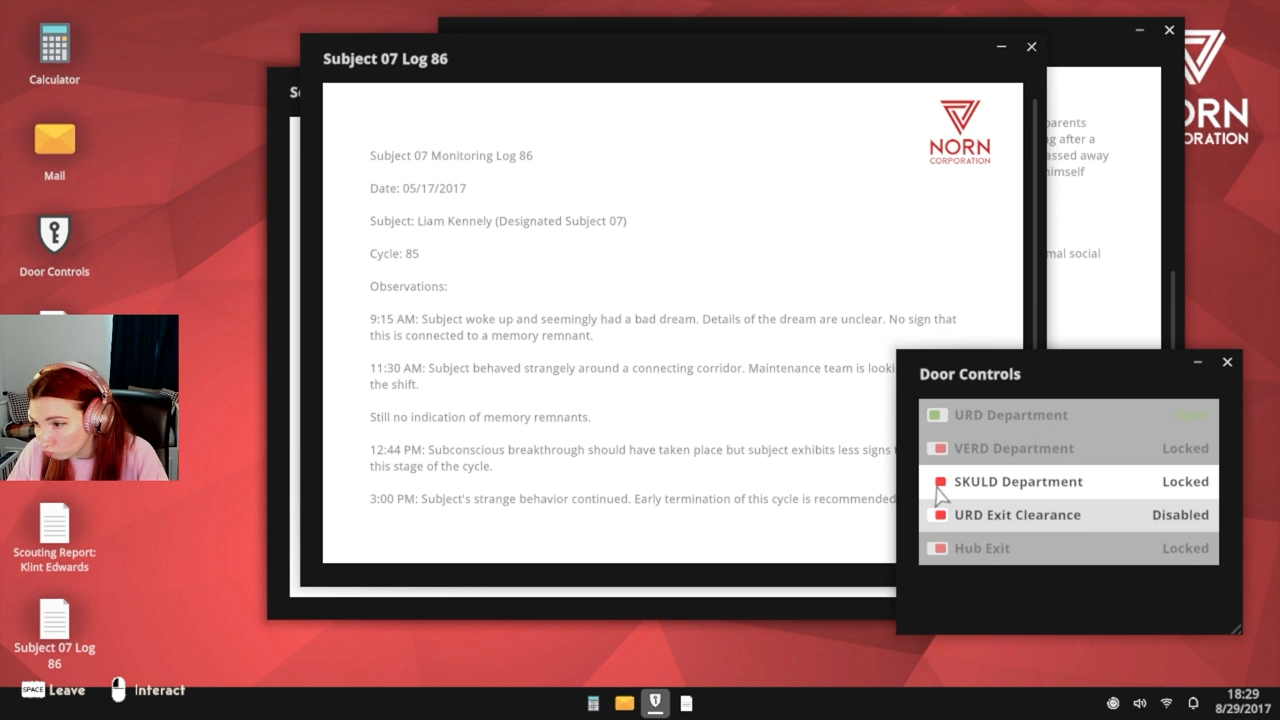 Calculator
Mail
Door Controls
Scouting Report:
Klint Edwards
Subject 07 Log
86
SPACE Leave
Interact
Subject 07 Log 86
NORN
CORPORATION
Subject 07 Monitoring Log 86
Date: 05/17/2017
Subject: Liam Kennely (Designated Subject 07)
Cycle: 85
Observations:
9:15 AM: Subject woke up and seemingly had a bad dream. Details of the dream are unclear. No sign that
this is connected to a memory remnant.
11:30 AM: Subject behaved strangely around a connecting corridor. Maintenance team is looki
the shift.
Still no indication of memory remnants.
12:44 PM: Subconscious breakthrough should have taken place but subject exhibits less signs
this stage of the cycle.
3:00 PM: Subject's strange behavior continued. Early termination of this cycle is recommended
parents
ng after a
assed away
himself
mal social
ORN
ORPORATION
Door Controls
URD Department
VERD Department Locked
SKULD Department Locked
URD Exit Clearance Disabled
Hub Exit Locked
18:29
8/29/2017